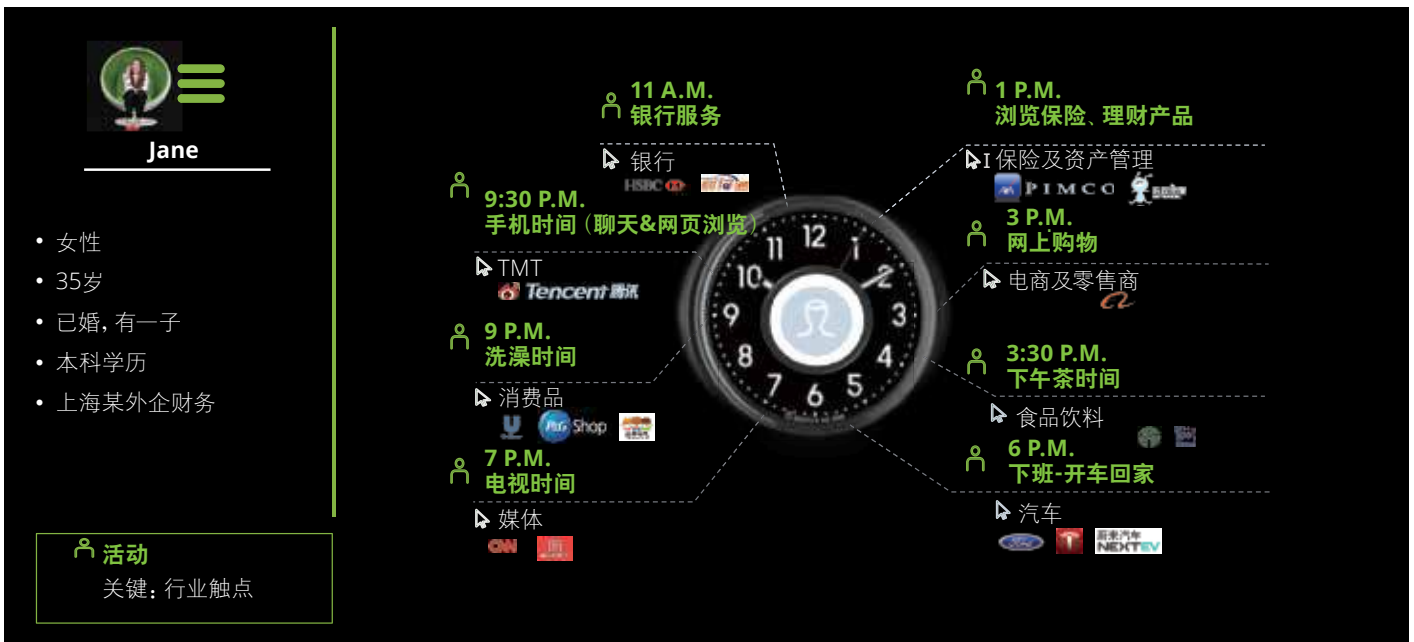 Jane
• 女性
• 35岁
• 已婚, 有一子
• 本科学历
• 上海某外企财务
活动
关键: 行业触点
11 A.M.
银行服务
银行
HSBC
9:30 P.M.
手机时间（聊天&网页浏览）
TMT
Tencent 腾讯
9 P.M.
洗澡时间
消费品
P&G Shop
7 P.M.
电视时间
媒体
CNN
12
1
2
3
4
5
6
7
8
9
10
11
1 P.M.
浏览保险、理财产品
I 保险及资产管理
AXA PIMCO
3 P.M.
网上购物
电商及零售商
3:30 P.M.
下午茶时间
食品饮料
6 P.M.
下班-开车回家
汽车
Ford
蔚来汽车
NEXTEV